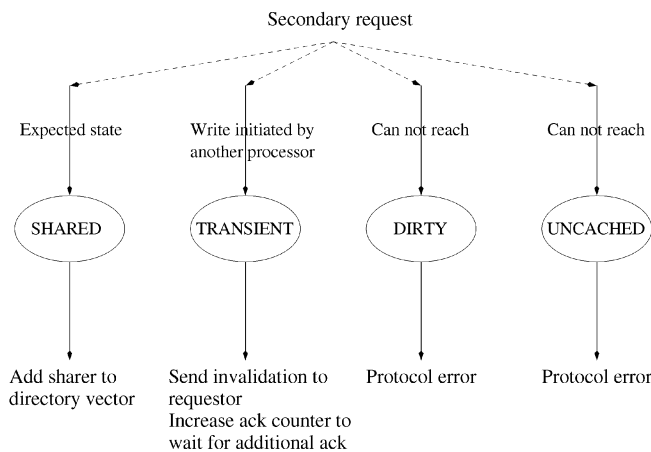 Secondary request
Expected state
Write initiated by
another processor
Can not reach
Can not reach
SHARED
TRANSIENT
DIRTY
UNCACHED
Add sharer to
directory vector
Send invalidation to
requestor
Increase ack counter to
wait for additional ack
Protocol error
Protocol error